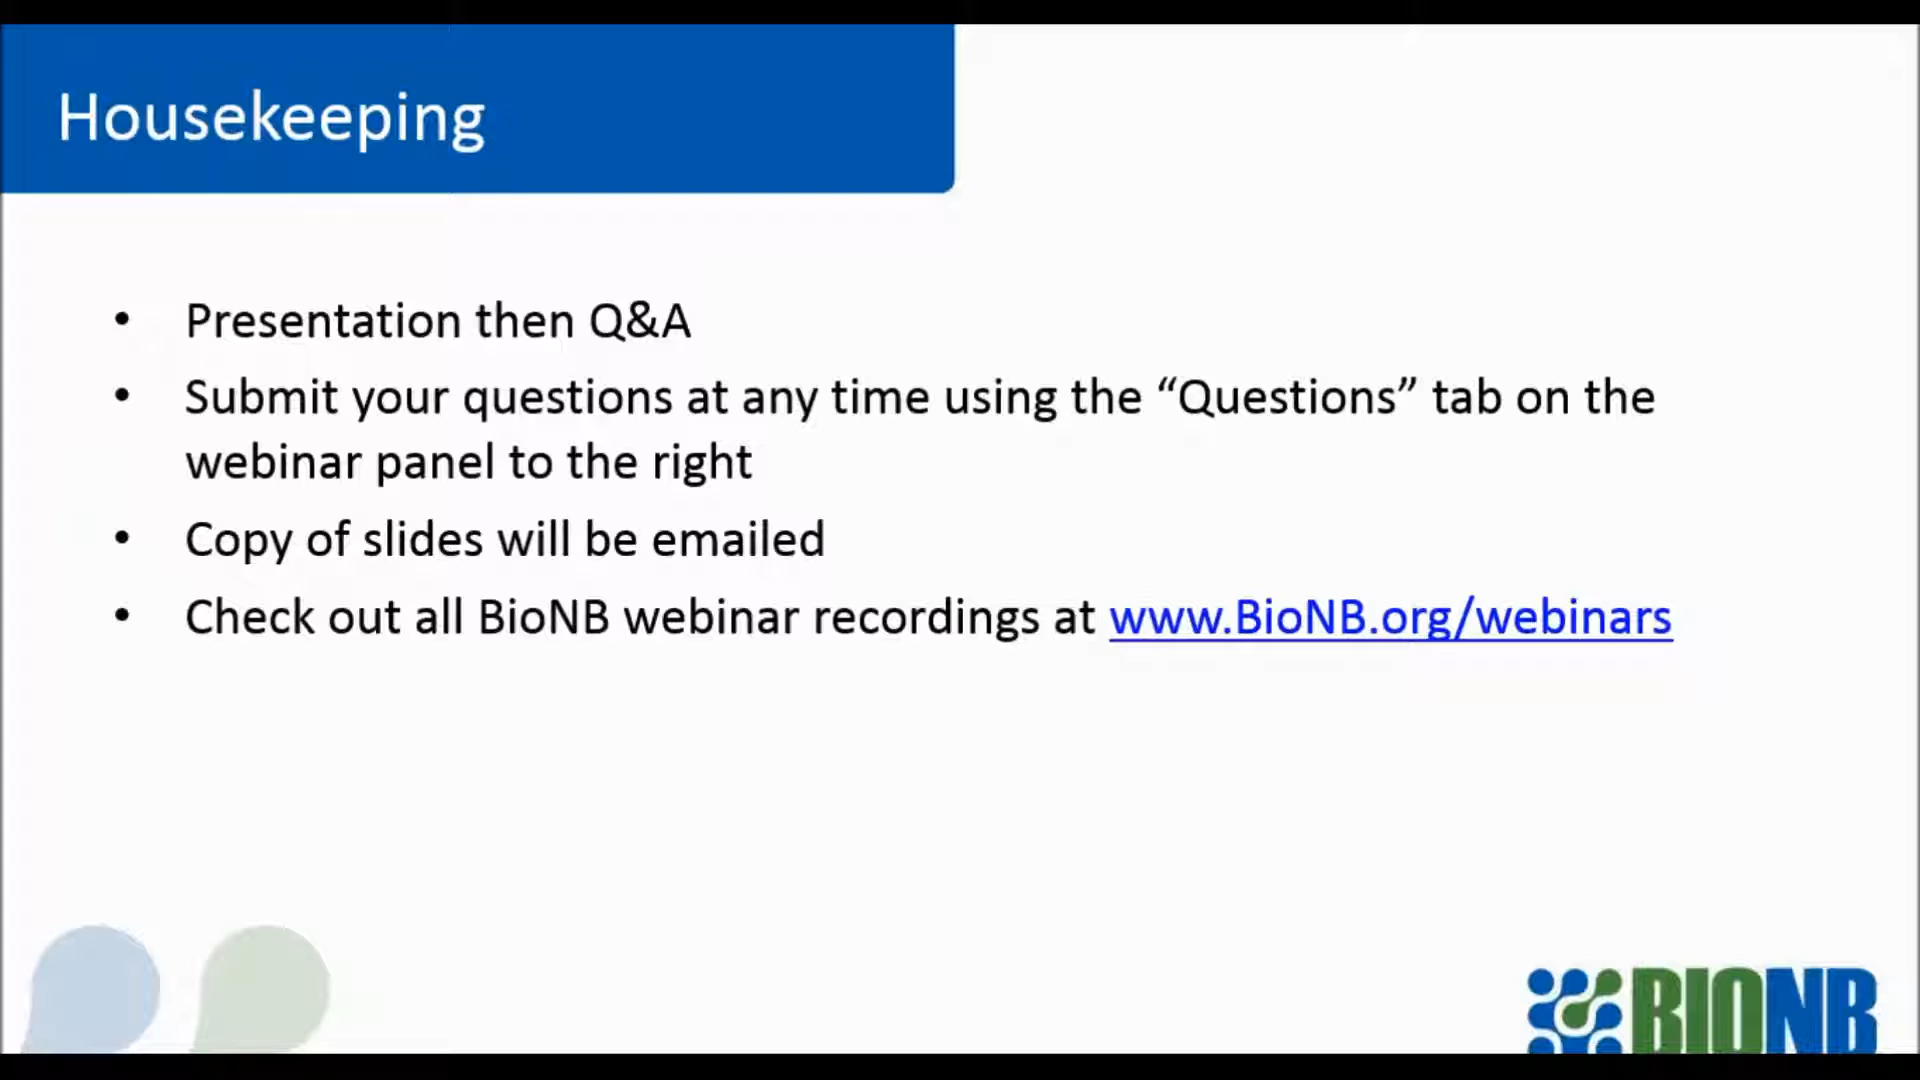 Housekeeping
• Presentation then Q&A
• Submit your questions at any time using the “Questions” tab on the
webinar panel to the right
• Copy of slides will be emailed
• Check out all BioNB webinar recordings at www.BioNB.org/webinars
BIONB